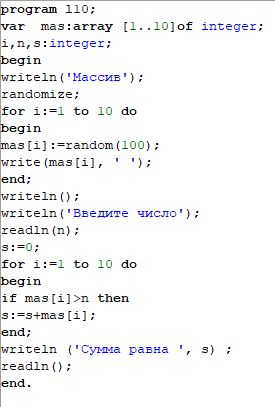 program l10;
var  mas:array [1..10]of integer;
i,n,s:integer;
begin
writeln('Массив');
randomize;
for i:=1 to 10 do
begin
mas[i]:=random(100);
write(mas[i], ' ');
end;
writeln();
writeln('Введите число');
readln(n);
s:=0;
for i:=1 to 10 do
begin
if mas[i]>n then
s:=s+mas[i];
end;
writeln ('Сумма равна ', s) ;
readln();
end.